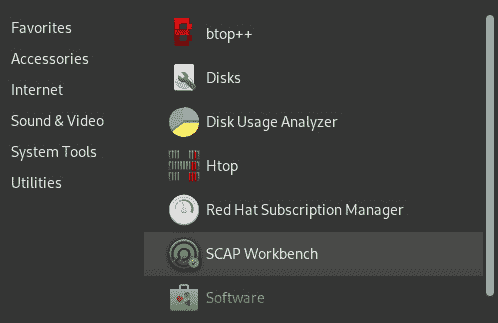 Favorites
Accessories
Internet
Sound & Video
System Tools
Utilities
btop++
Disks
Disk Usage Analyzer
Htop
Red Hat Subscription Manager
SCAP Workbench
Software